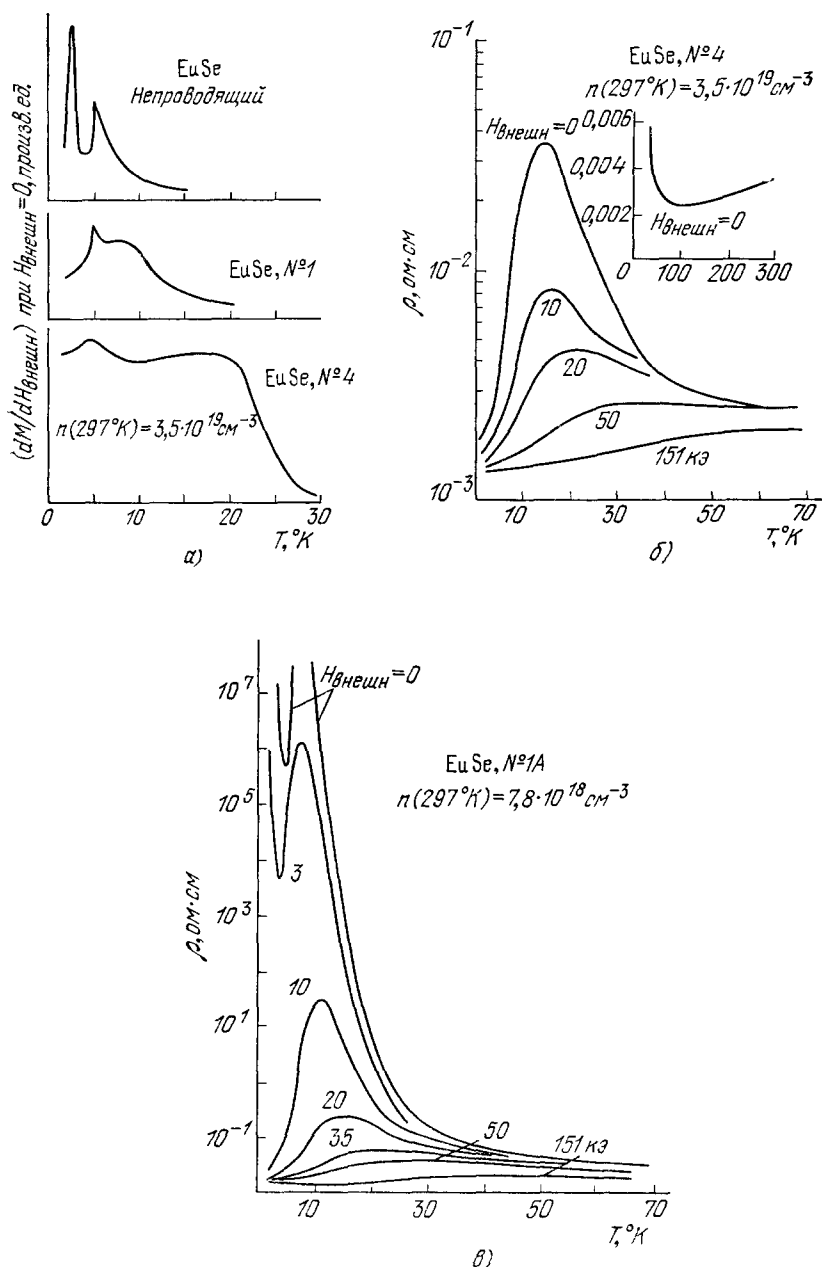 (dM/dHвнешн) при Hвнешн=0, произв. ед.
EuSe
Непроводящий
EuSe, №1
EuSe, №4
n(297°K)=3,5·10¹⁹см⁻³
0
10
20
30
T,°K
а)
ρ, ом·см
10⁻¹
10⁻²
10⁻³
EuSe, №4
n(297°K)=3,5·10¹⁹см⁻³
Hвнешн=0
0,006
0,004
0,002
Hвнешн=0
0
100
200
300
10
20
50
151 кэ
10
30
50
70
T,°K
б)
ρ, ом·см
10⁷
10⁵
10³
10¹
10⁻¹
Hвнешн=0
EuSe, №1А
n(297°K)=7,8·10¹⁸см⁻³
3
10
20
35
50
151 кэ
10
30
50
70
T,°K
в)